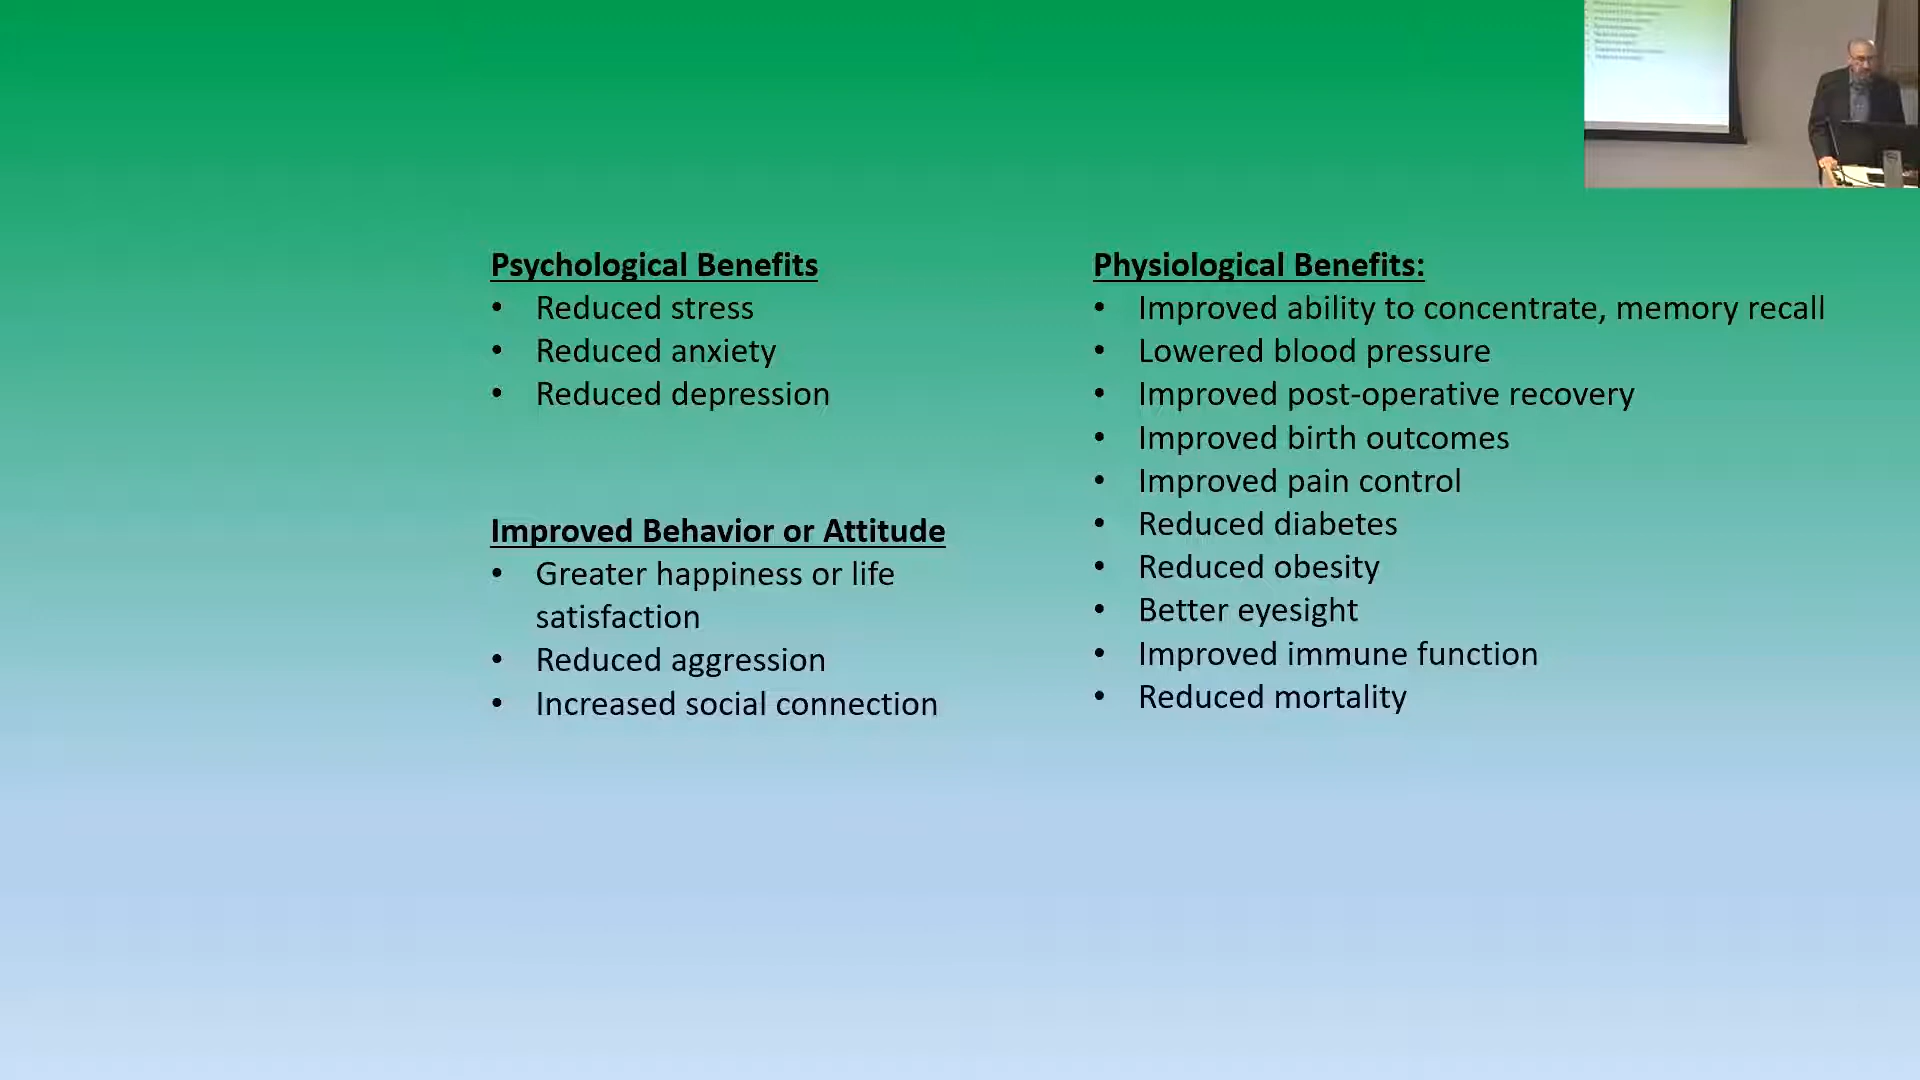 Psychological Benefits
• Reduced stress
• Reduced anxiety
• Reduced depression
Improved Behavior or Attitude
• Greater happiness or life
satisfaction
• Reduced aggression
• Increased social connection
Physiological Benefits:
• Improved ability to concentrate, memory recall
• Lowered blood pressure
• Improved post-operative recovery
• Improved birth outcomes
• Improved pain control
• Reduced diabetes
• Reduced obesity
• Better eyesight
• Improved immune function
• Reduced mortality